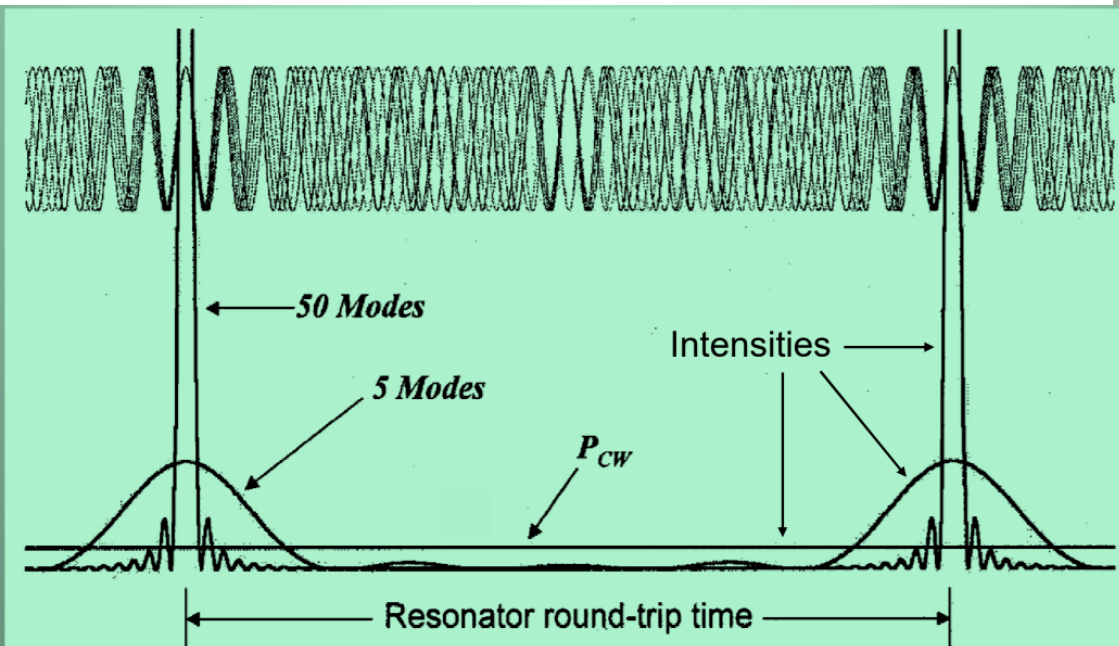 50 Modes
Intensities
5 Modes
P_CW
Resonator round-trip time